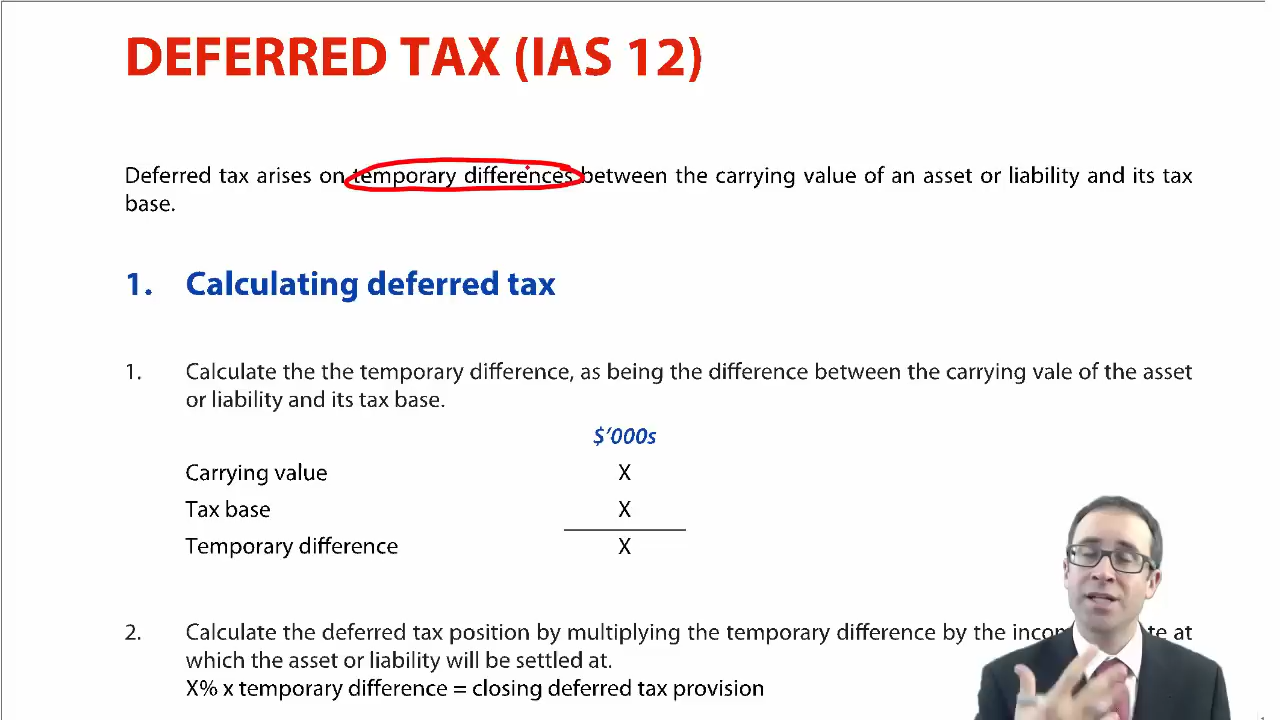 DEFERRED TAX (IAS 12)
Deferred tax arises on temporary differences between the carrying value of an asset or liability and its tax
base.
1. Calculating deferred tax
1. Calculate the the temporary difference, as being the difference between the carrying vale of the asset
or liability and its tax base.
$'000s
Carrying value X
Tax base X
Temporary difference X
2. Calculate the deferred tax position by multiplying the temporary difference by the at
which the asset or liability will be settled at.
X% x temporary difference = closing deferred tax provision